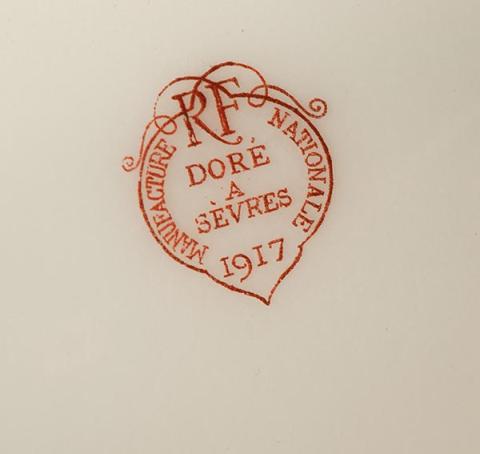 RF
MANUFACTURE NATIONALE
DORÉ
A
SÈVRES
1917